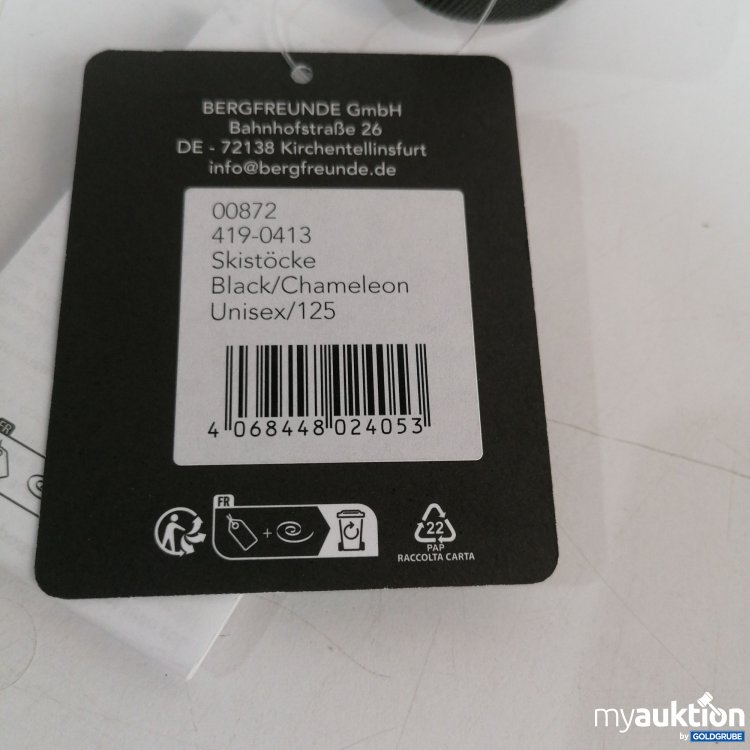 BERGFREUNDE GmbH
Bahnhofstraße 26
DE - 72138 Kirchentellinsfurt
info@bergfreunde.de
00872
419-0413
Skistöcke
Black/Chameleon
Unisex/125
4 068448 024053
FR
FR
+
22
PAP
RACCOLTA CARTA
myauktion
by GOLDGRUBE